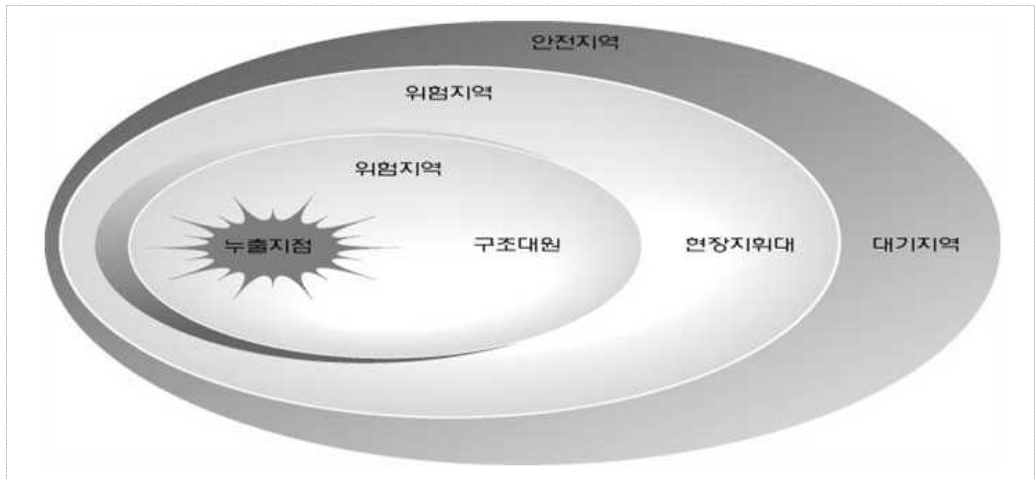 안전지역
위험지역
위험지역
누출지점
구조대원
현장지휘대
대기지역